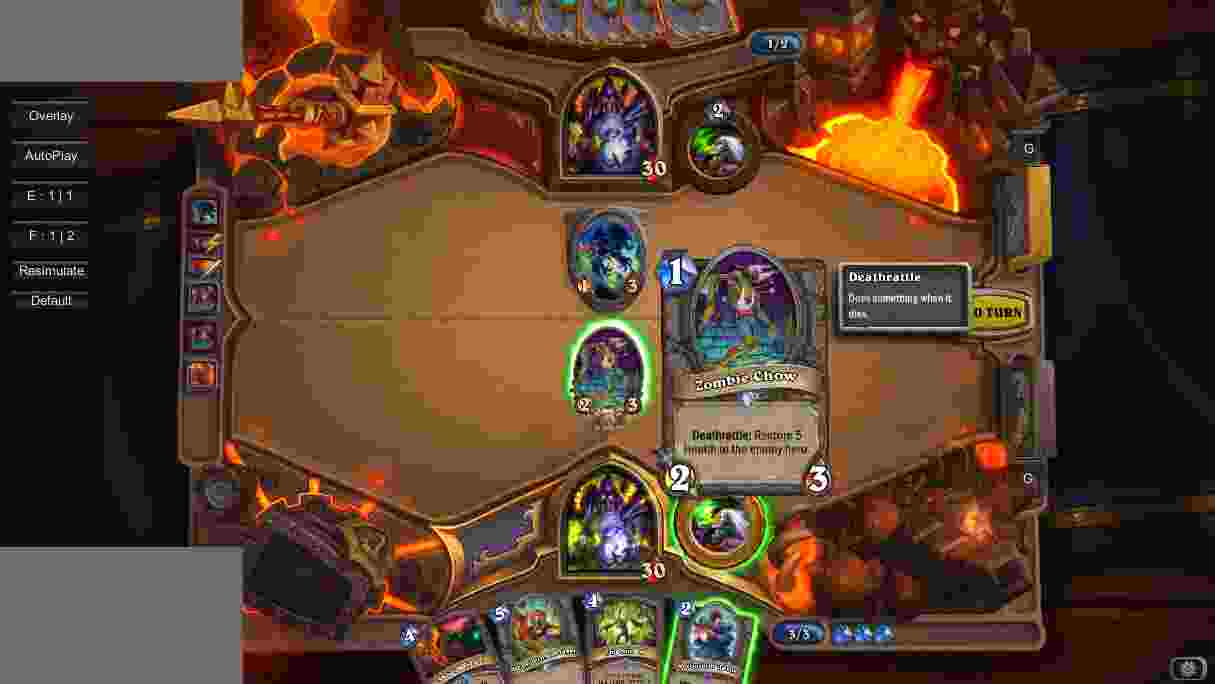 1/2
Overlay
2
G
AutoPlay
30
E : 1 | 1
F : 1 | 2
1
Deathrattle
Does something when it
dies.
Resimulate
1
3
Default
D TURN
Zombie Chow
2
3
Deathrattle: Restore 5
Health to the enemy hero.
2
3
G
30
5
4
2
3/3